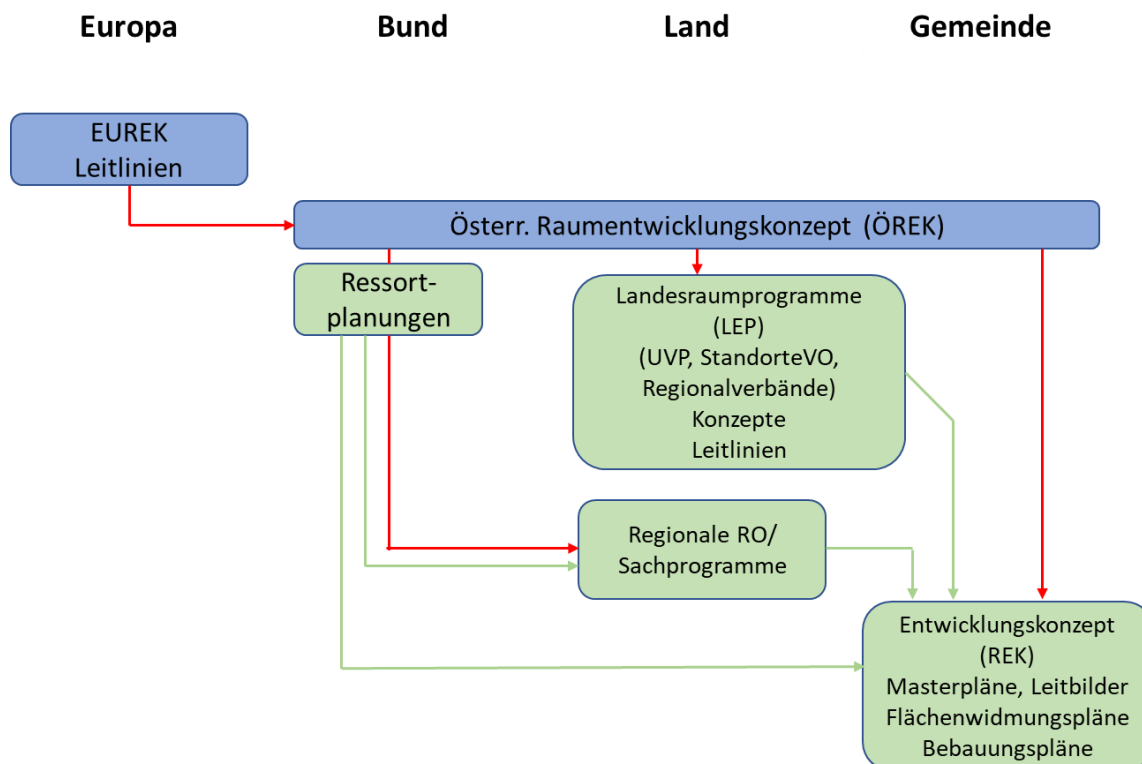 Europa
Bund
Land
Gemeinde
EUREK
Leitlinien
Österr. Raumentwicklungskonzept (ÖREK)
Ressort-
planungen
Landesraumprogramme
(LEP)
(UVP, StandorteVO,
Regionalverbände)
Konzepte
Leitlinien
Regionale RO/
Sachprogramme
Entwicklungskonzept
(REK)
Masterpläne, Leitbilder
Flächenwidmungspläne
Bebauungspläne